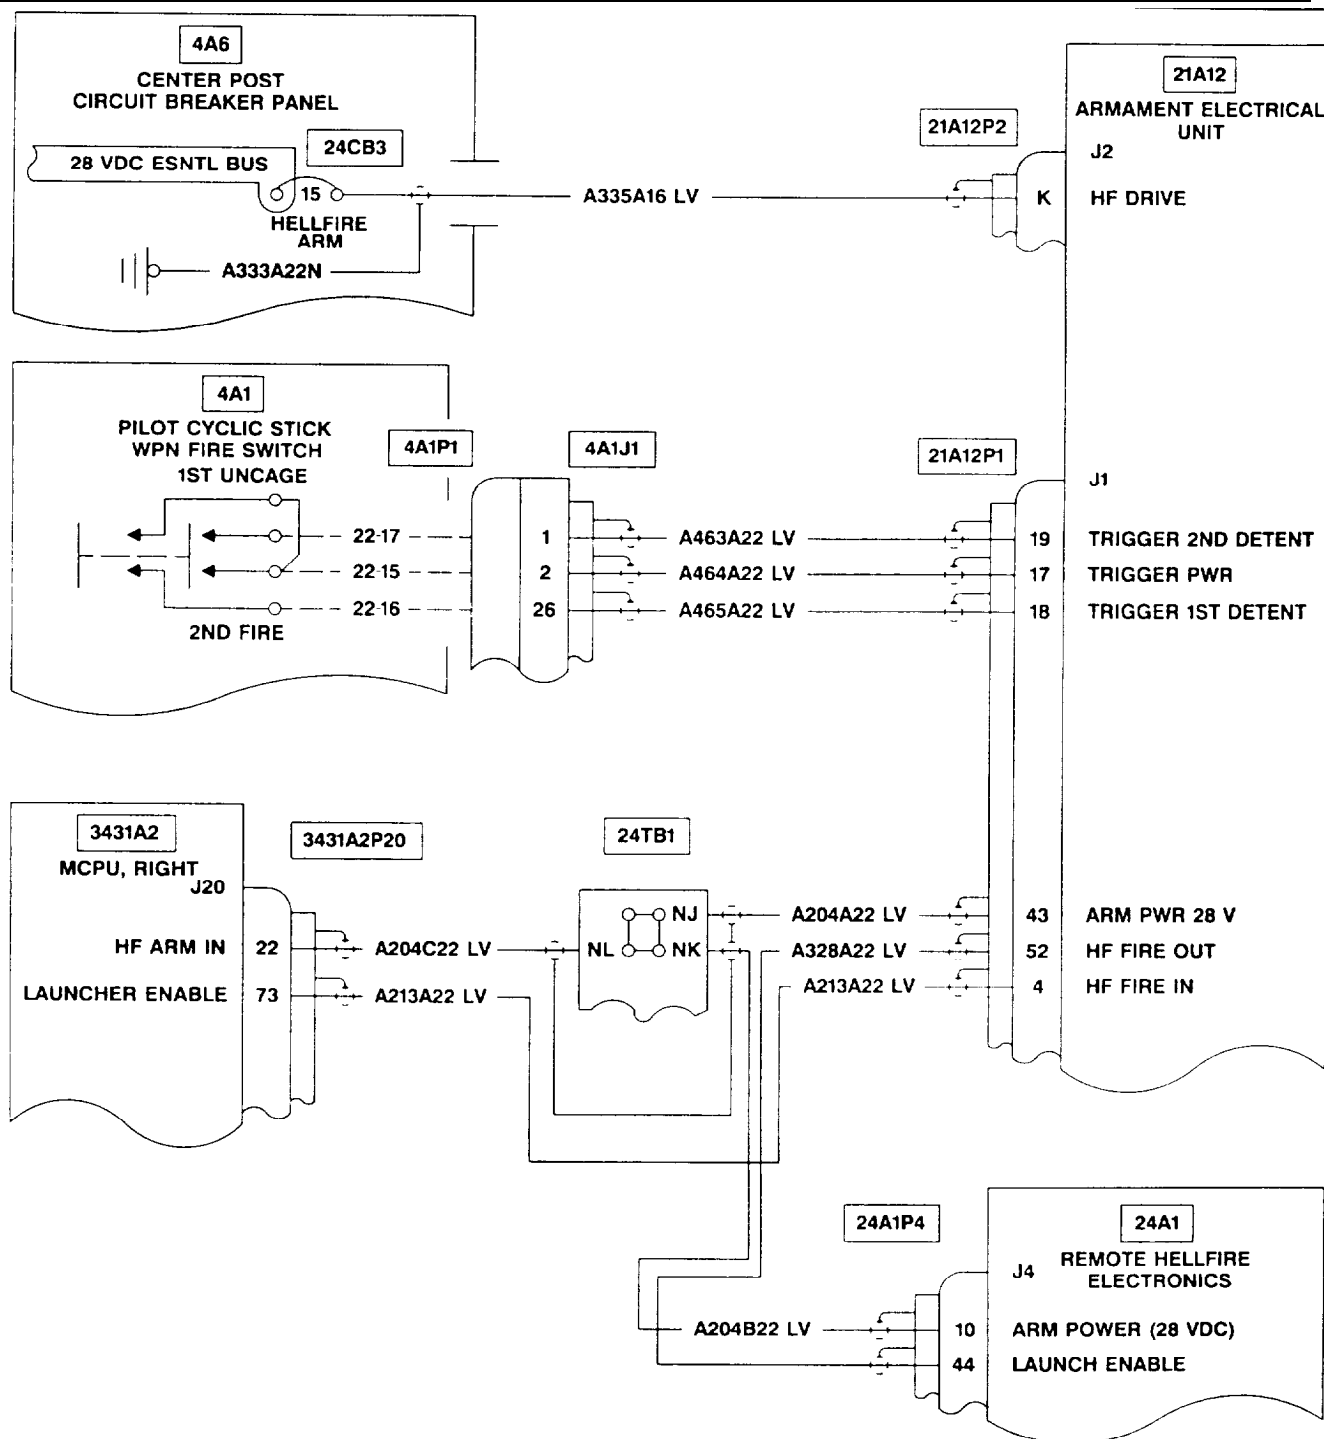 4A6
CENTER POST
CIRCUIT BREAKER PANEL
24CB3
28 VDC ESNTL BUS
15
HELLFIRE
ARM
A333A22N
A335A16 LV
21A12P2
21A12
ARMAMENT ELECTRICAL
UNIT
J2
K HF DRIVE
4A1
PILOT CYCLIC STICK
WPN FIRE SWITCH
1ST UNCAGE
4A1P1
4A1J1
21A12P1
J1
22-17 1 A463A22 LV 19 TRIGGER 2ND DETENT
22-15 2 A464A22 LV 17 TRIGGER PWR
22-16 26 A465A22 LV 18 TRIGGER 1ST DETENT
2ND FIRE
3431A2
MCPU, RIGHT
J20
3431A2P20
24TB1
NJ A204A22 LV 43 ARM PWR 28 V
HF ARM IN 22 A204C22 LV NL NK A328A22 LV 52 HF FIRE OUT
LAUNCHER ENABLE 73 A213A22 LV A213A22 LV 4 HF FIRE IN
24A1P4
24A1
REMOTE HELLFIRE
ELECTRONICS
J4
A204B22 LV 10 ARM POWER (28 VDC)
44 LAUNCH ENABLE